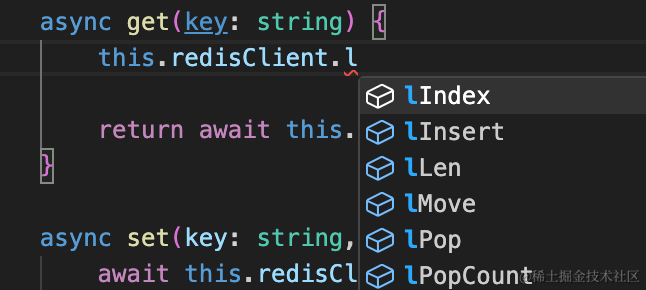 async get(key: string) {
this.redisClient.l
lIndex
lInsert
return await this.
lLen
}
lMove
async set(key: string,
lPop
await this.redisCl
lPopCount
@稀土掘金技术社区